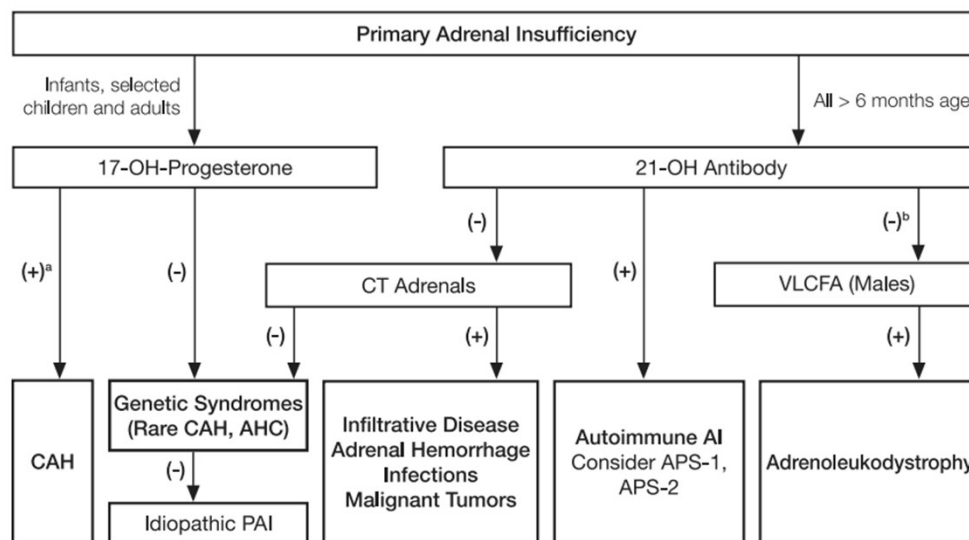 Primary Adrenal Insufficiency
Infants, selected
children and adults
All > 6 months age
17-OH-Progesterone
21-OH Antibody
(-)
(-)ᵇ
(+)ᵃ
(-)
(+)
CT Adrenals
VLCFA (Males)
(-)
(+)
(+)
CAH
Genetic Syndromes
(Rare CAH, AHC)
(-)
Idiopathic PAI
Infiltrative Disease
Adrenal Hemorrhage
Infections
Malignant Tumors
Autoimmune AI
Consider APS-1,
APS-2
Adrenoleukodystrophy